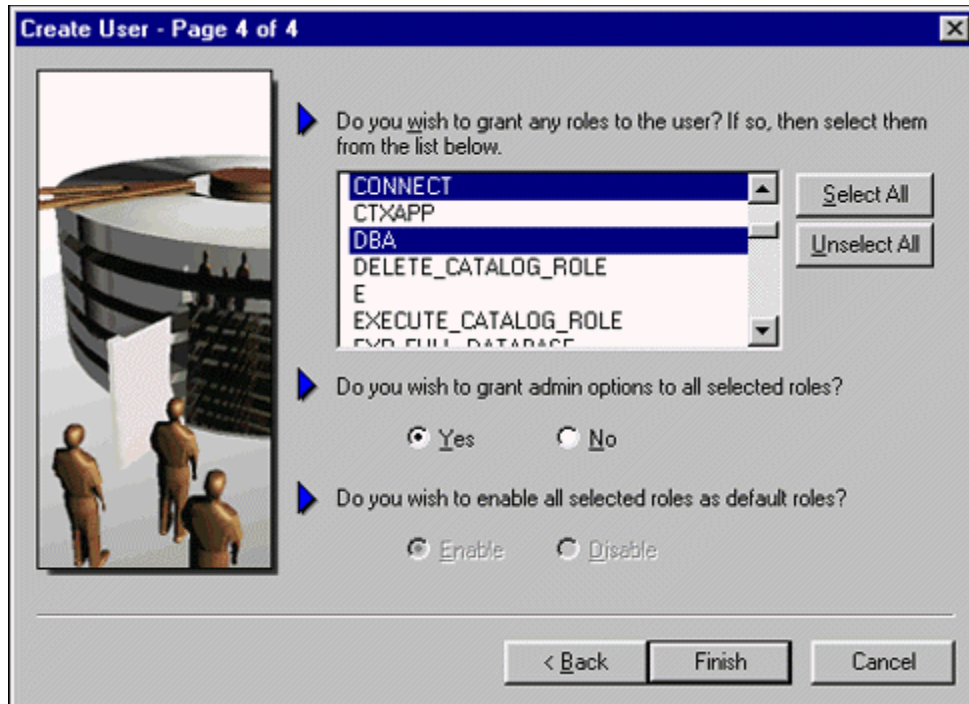 Create User - Page 4 of 4
Do you wish to grant any roles to the user? If so, then select them
from the list below.
CONNECT
CTXAPP
DBA
DELETE_CATALOG_ROLE
E
EXECUTE_CATALOG_ROLE
EXP_FULL_DATABASE
Select All
Unselect All
Do you wish to grant admin options to all selected roles?
Yes No
Do you wish to enable all selected roles as default roles?
Enable Disable
< Back Finish Cancel